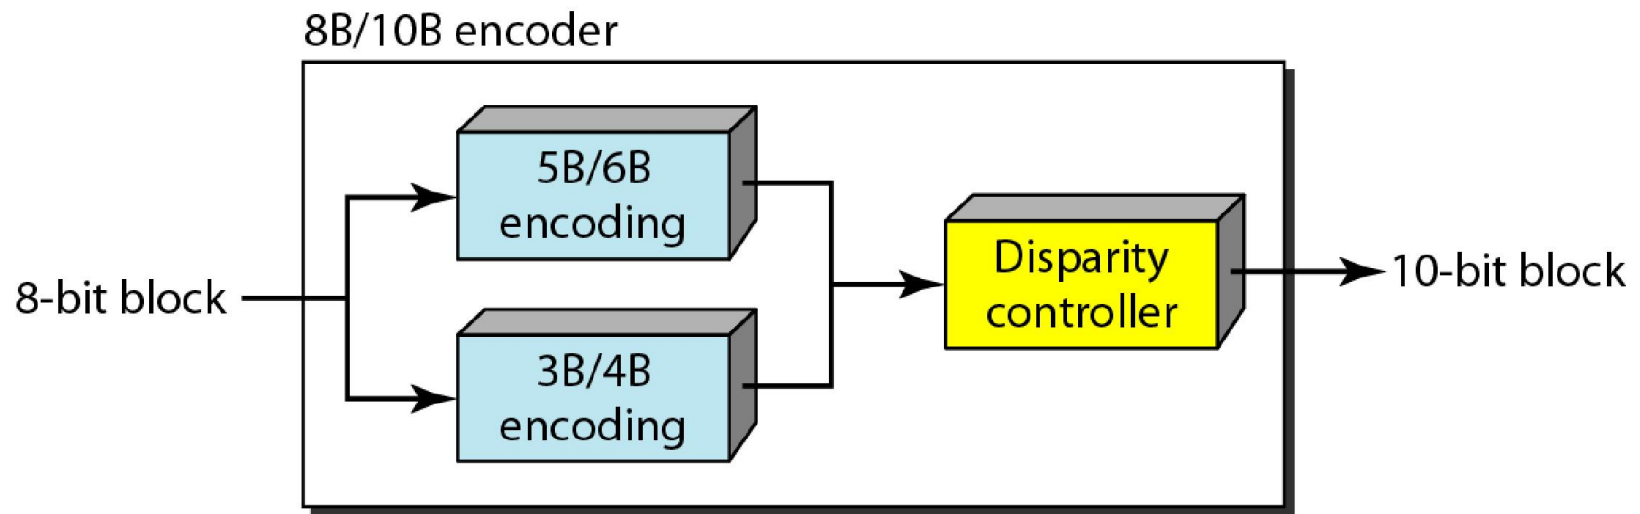 8B/10B encoder
5B/6B
encoding
8-bit block
3B/4B
encoding
Disparity
controller
10-bit block